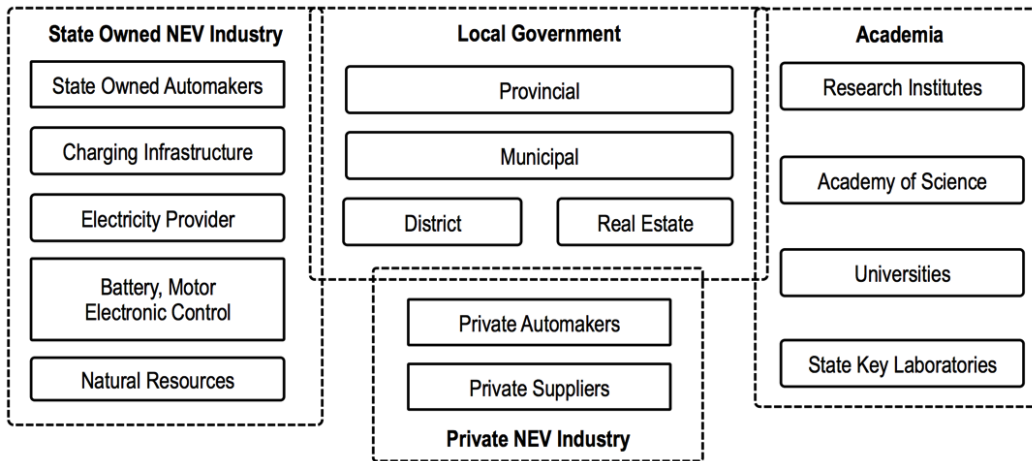 State Owned NEV Industry
State Owned Automakers
Charging Infrastructure
Electricity Provider
Battery, Motor
Electronic Control
Natural Resources
Local Government
Provincial
Municipal
District
Real Estate
Private Automakers
Private Suppliers
Private NEV Industry
Academia
Research Institutes
Academy of Science
Universities
State Key Laboratories